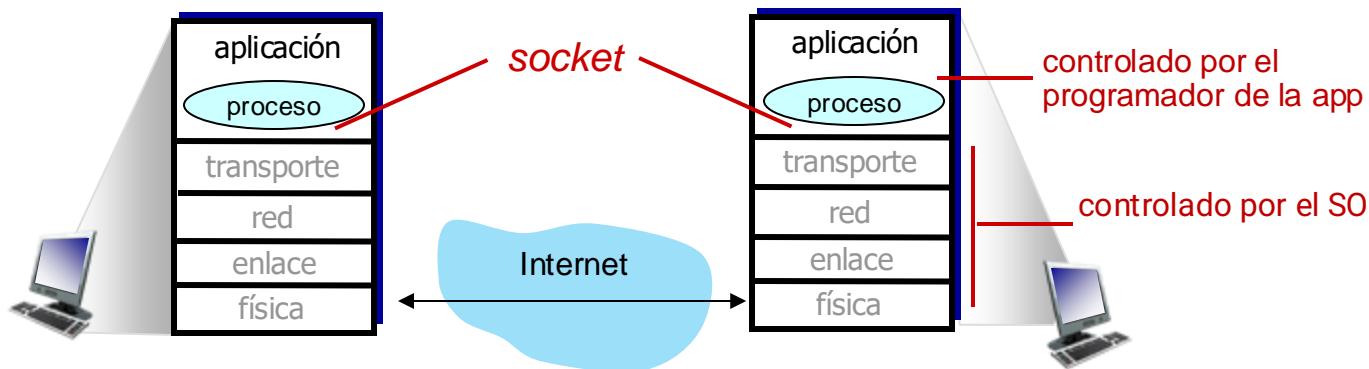 aplicación
proceso
transporte
red
enlace
física
socket
Internet
aplicación
proceso
transporte
red
enlace
física
controlado por el
programador de la app
controlado por el SO